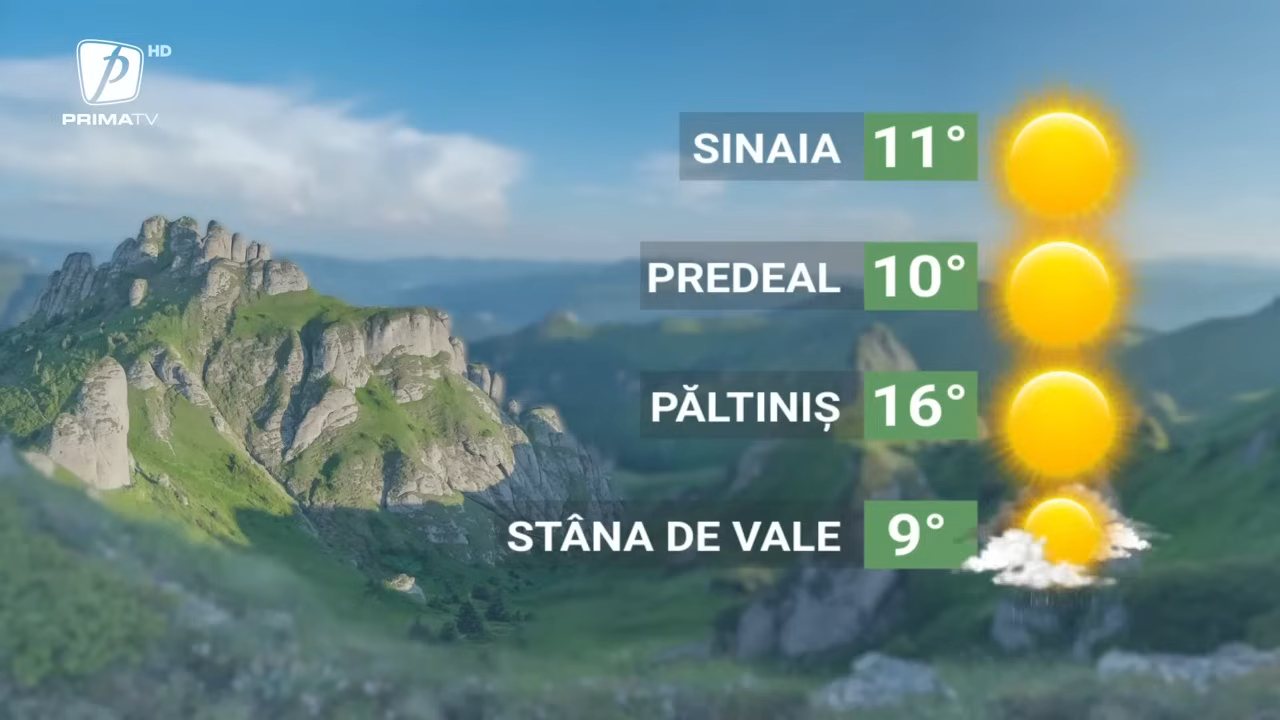 HD
PRIMATV
SINAIA 11°
PREDEAL 10°
PĂLTINIȘ 16°
STÂNA DE VALE 9°